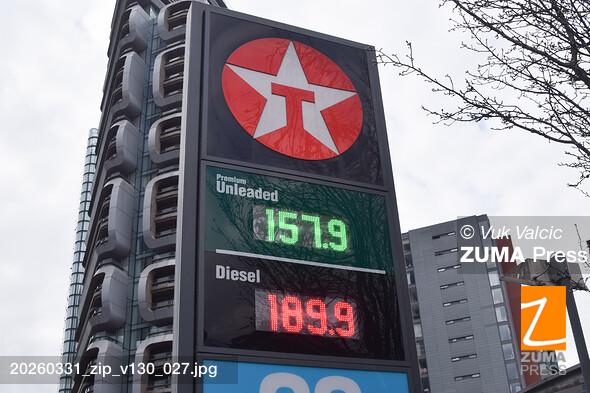 T
Premium
Unleaded
157.9
Diesel
189.9
© Vuk Valcic
ZUMA Press
Z
ZUMA
PRESS
20260331_zip_v130_027.jpg